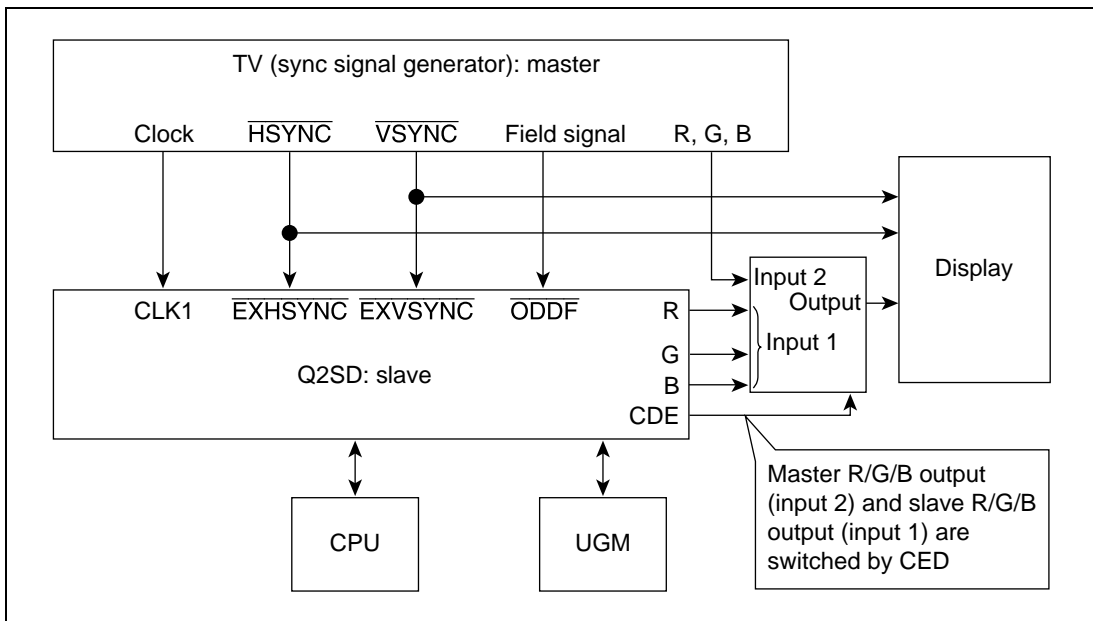 TV (sync signal generator): master
Clock HSYNC VSYNC Field signal R, G, B
Input 2
Output
Display
CLK1 EXHSYNC EXVSYNC ODDF R
Input 1
G
Q2SD: slave
B
CDE
Master R/G/B output
(input 2) and slave R/G/B
output (input 1) are
switched by CED
CPU
UGM